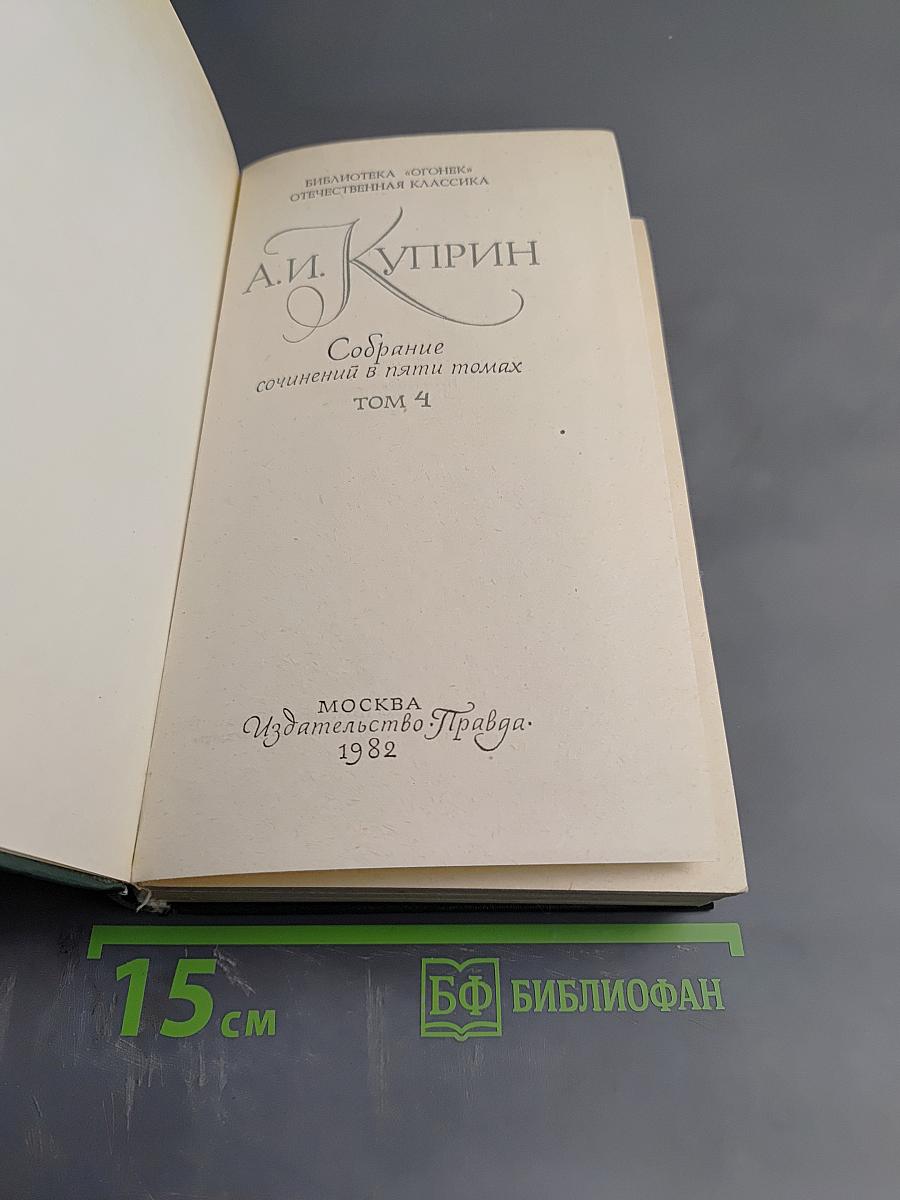 БИБЛИОТЕКА «ОГОНЕК»
ОТЕЧЕСТВЕННАЯ КЛАССИКА
А.И. КУПРИН
Собрание
сочинений в пяти томах
ТОМ 4
МОСКВА
Издательство·Правда·
1982
15 см
БФ БИБЛИОФАН